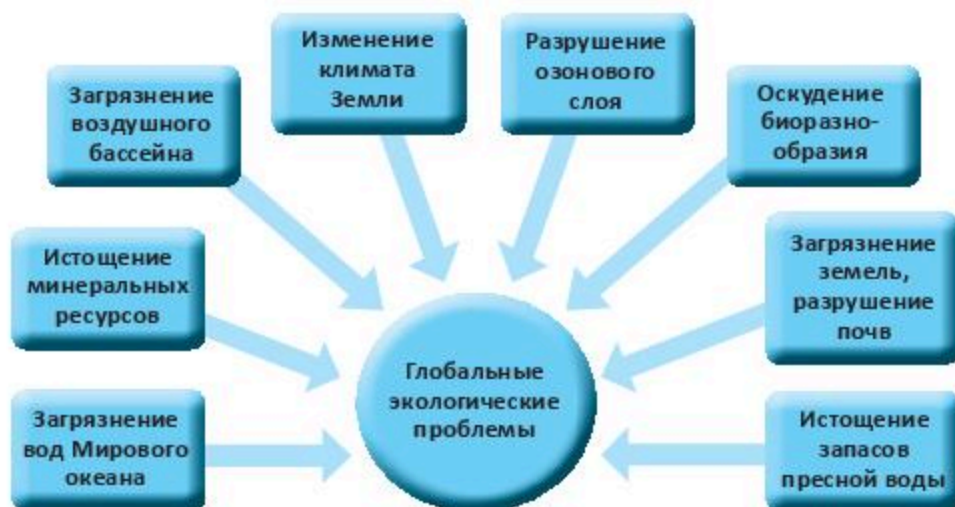 Изменение
климата
Земли
Разрушение
озонового
слоя
Загрязнение
воздушного
бассейна
Оскудение
биоразно-
образия
Истощение
минеральных
ресурсов
Загрязнение
земель,
разрушение
почв
Глобальные
экологические
проблемы
Загрязнение
вод Мирового
океана
Истощение
запасов
пресной воды